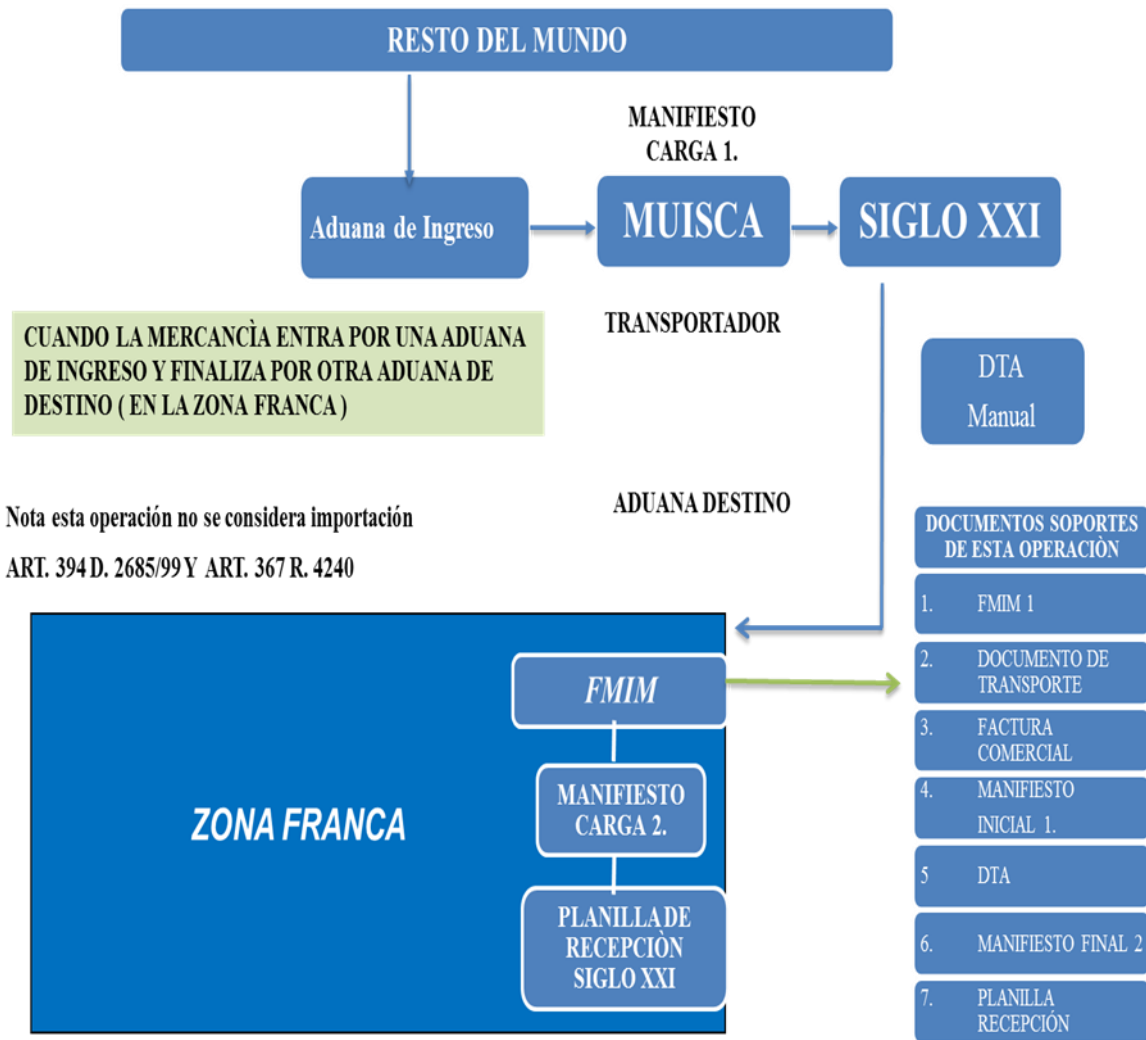 RESTO DEL MUNDO
MANIFIESTO
CARGA 1.
Aduana de Ingreso
MUISCA
SIGLO XXI
CUANDO LA MERCANCÌA ENTRA POR UNA ADUANA
DE INGRESO Y FINALIZA POR OTRA ADUANA DE
DESTINO ( EN LA ZONA FRANCA )
TRANSPORTADOR
DTA
Manual
Nota esta operación no se considera importación
ART. 394 D. 2685/99 Y ART. 367 R. 4240
ADUANA DESTINO
ZONA FRANCA
FMIM
MANIFIESTO
CARGA 2.
PLANILLA DE
RECEPCIÒN
SIGLO XXI
DOCUMENTOS SOPORTES
DE ESTA OPERACIÒN
1. FMIM 1
2. DOCUMENTO DE
TRANSPORTE
3. FACTURA
COMERCIAL
4. MANIFIESTO
INICIAL 1.
5 DTA
6. MANIFIESTO FINAL 2
7. PLANILLA
RECEPCIÓN